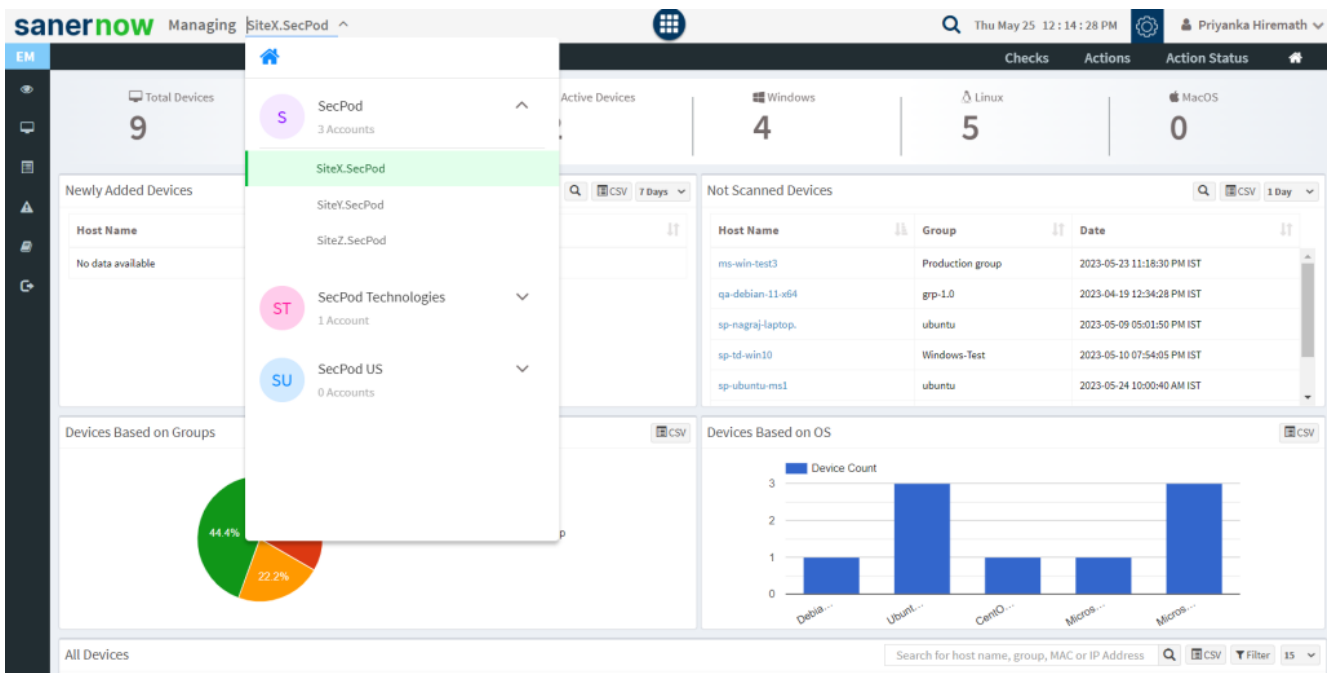 sanernow Managing SiteX.SecPod Thu May 25 12:14:28 PM Priyanka Hiremath
EM Checks Actions Action Status
Total Devices Active Devices Windows Linux MacOS
9 4 5 0
S SecPod
3 Accounts
SiteX.SecPod
SiteY.SecPod
SiteZ.SecPod
ST SecPod Technologies
1 Account
SU SecPod US
0 Accounts
Newly Added Devices CSV 7 Days
Host Name
No data available
Not Scanned Devices CSV 1 Day
Host Name Group Date
ms-win-test3 Production group 2023-05-23 11:18:30 PM IST
qa-debian-11-x64 grp-1.0 2023-04-19 12:34:28 PM IST
sp-nagraj-laptop. ubuntu 2023-05-09 05:01:50 PM IST
sp-td-win10 Windows-Test 2023-05-10 07:54:05 PM IST
sp-ubuntu-ms1 ubuntu 2023-05-24 10:00:40 AM IST
Devices Based on Groups CSV
44.4%
22.2%
p
Devices Based on OS CSV
Device Count
3
2
1
0
Debia... Ubunt... CentO... Micros... Micros...
All Devices Search for host name, group, MAC or IP Address CSV Filter 15